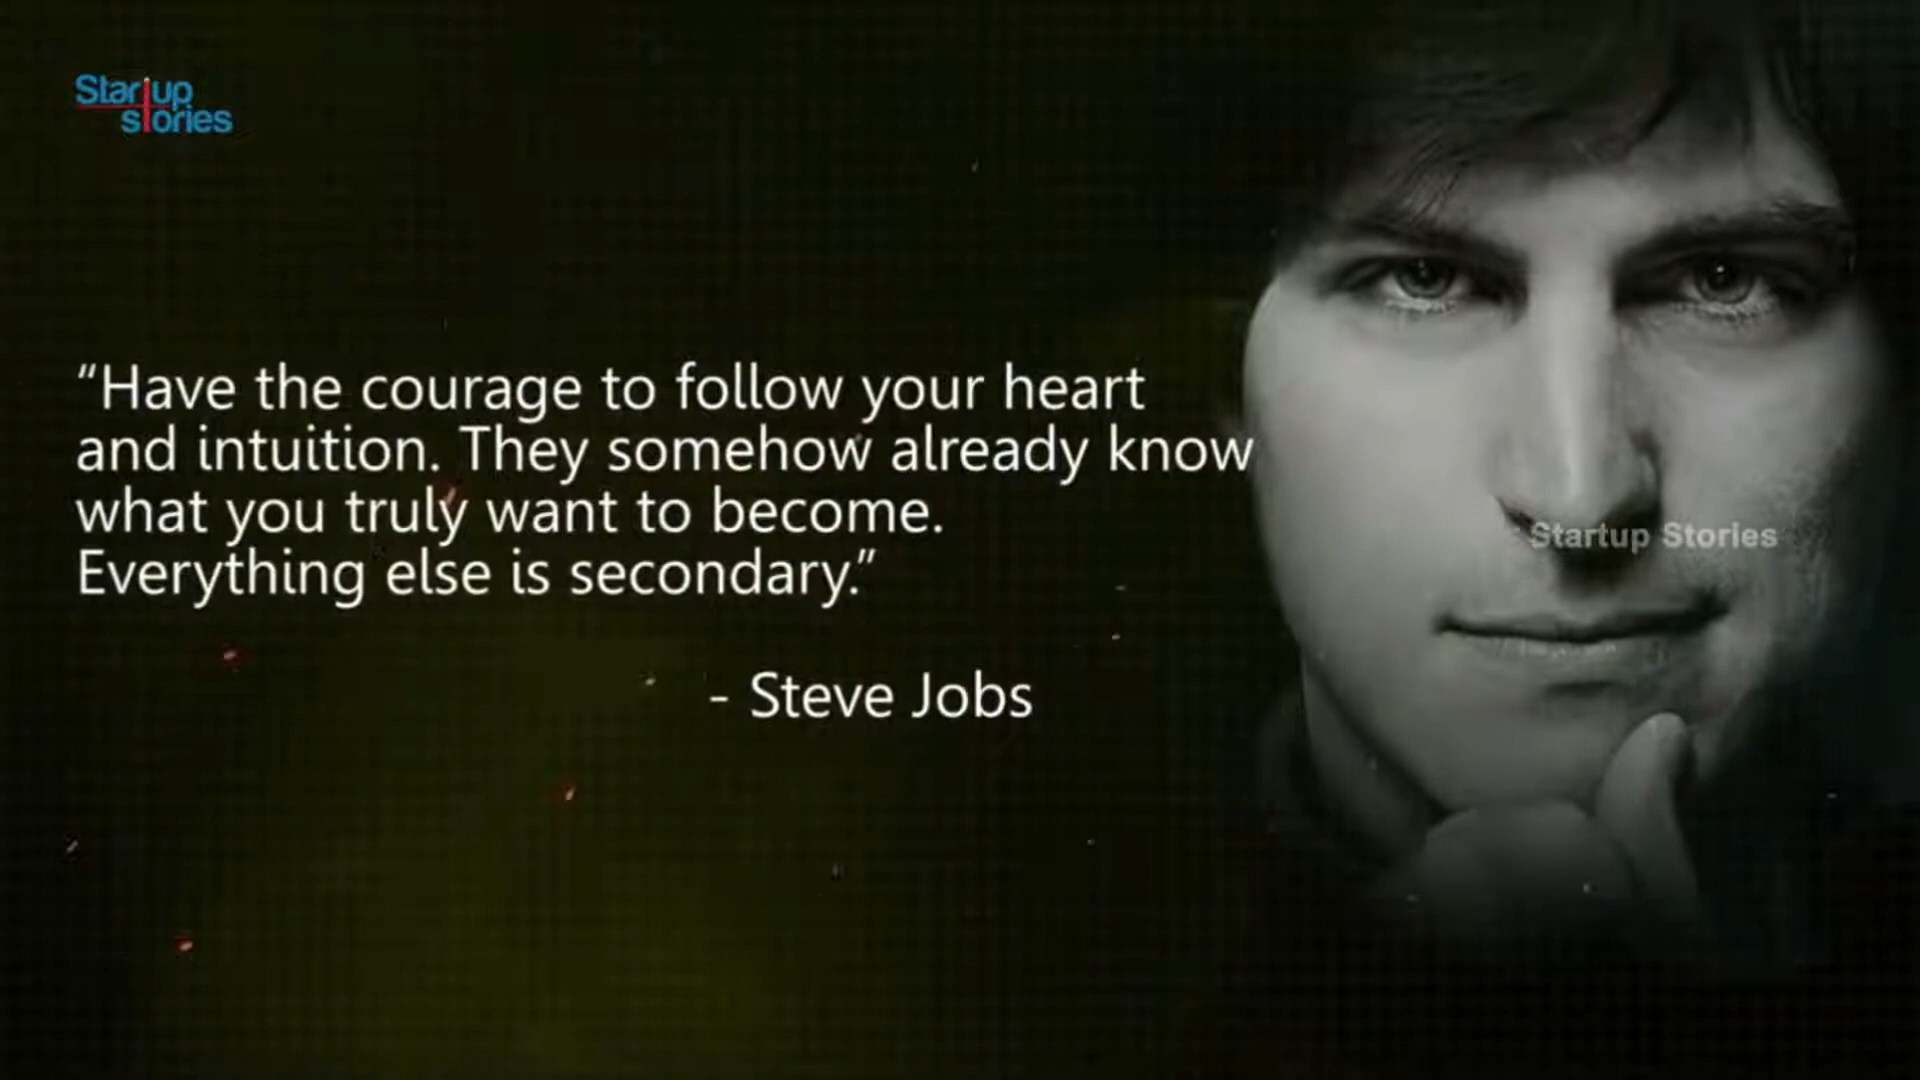 Startup
stories
“Have the courage to follow your heart
and intuition. They somehow already know
what you truly want to become.
Everything else is secondary.”
Startup Stories
- Steve Jobs